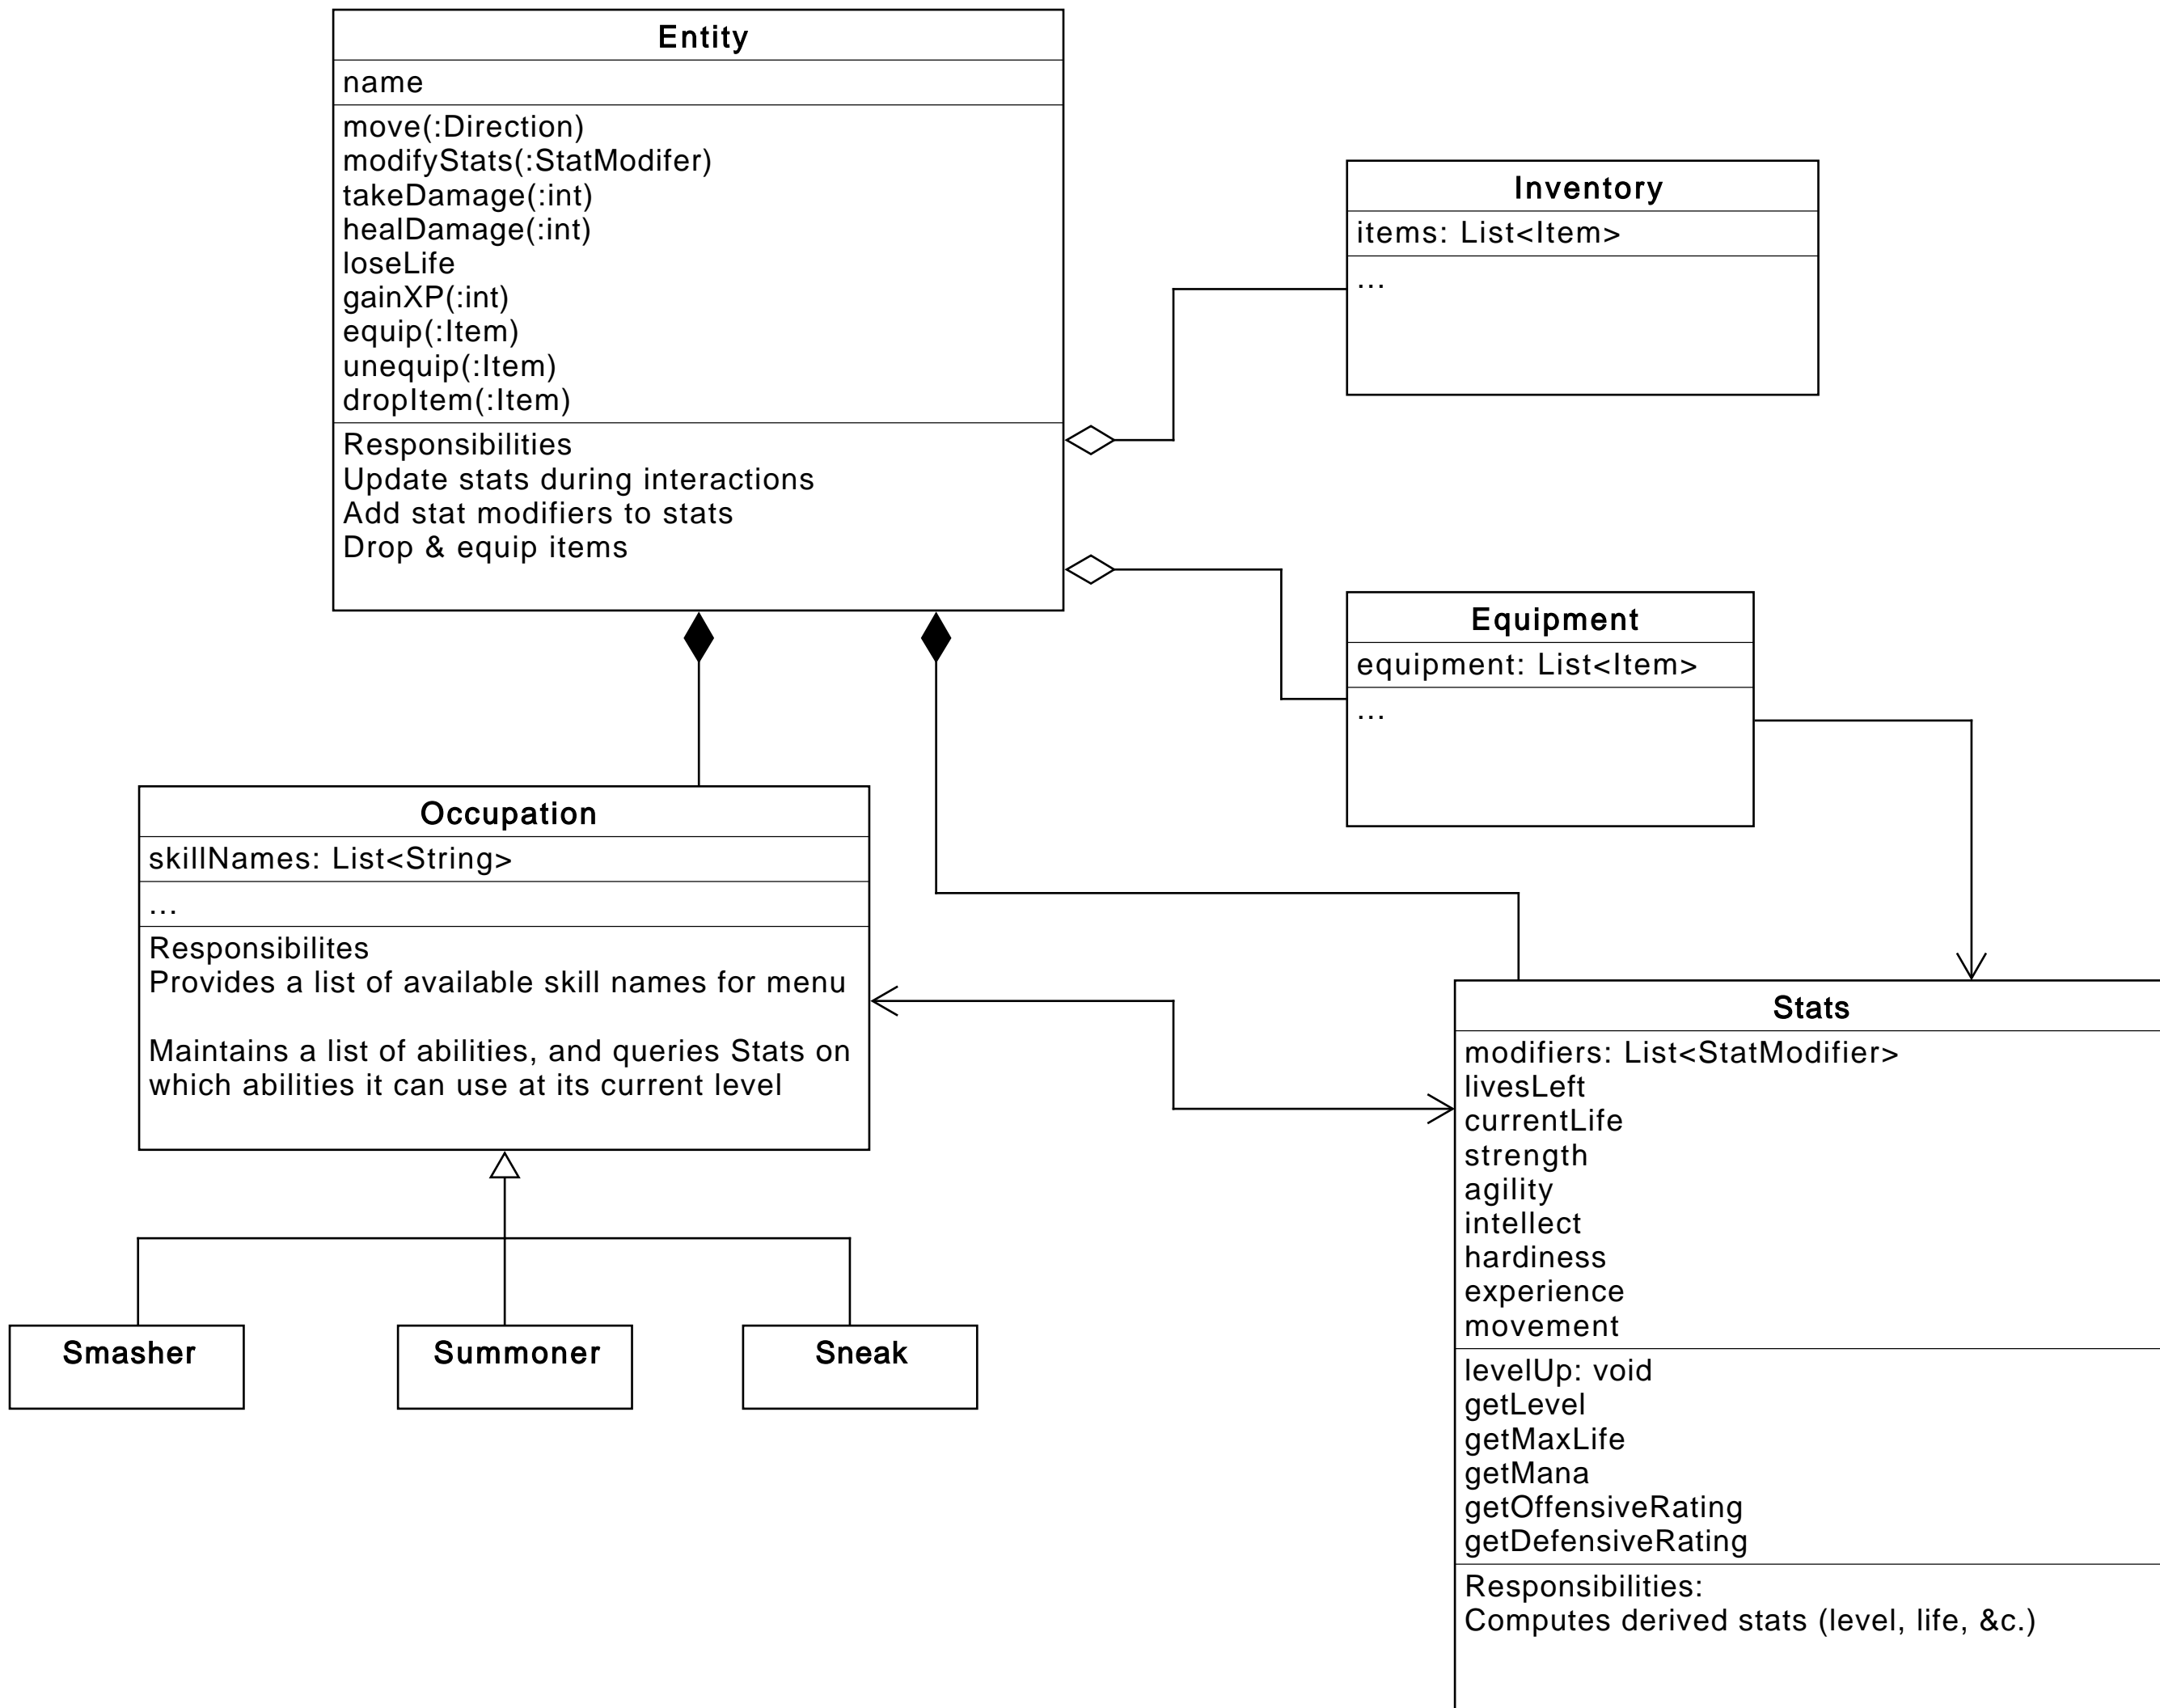 Entity
name
move(:Direction)
modifyStats(:StatModifer)
takeDamage(:int)
healDamage(:int)
loseLife
gainXP(:int)
equip(:Item)
unequip(:Item)
dropItem(:Item)
Responsibilities
Update stats during interactions
Add stat modifiers to stats
Drop & equip items
Inventory
items: List<Item>
...
Equipment
equipment: List<Item>
...
Occupation
skillNames: List<String>
...
Responsibilites
Provides a list of available skill names for menu
Maintains a list of abilities, and queries Stats on
which abilities it can use at its current level
Smasher
Summoner
Sneak
Stats
modifiers: List<StatModifier>
livesLeft
currentLife
strength
agility
intellect
hardiness
experience
movement
levelUp: void
getLevel
getMaxLife
getMana
getOffensiveRating
getDefensiveRating
Responsibilities:
Computes derived stats (level, life, &c.)